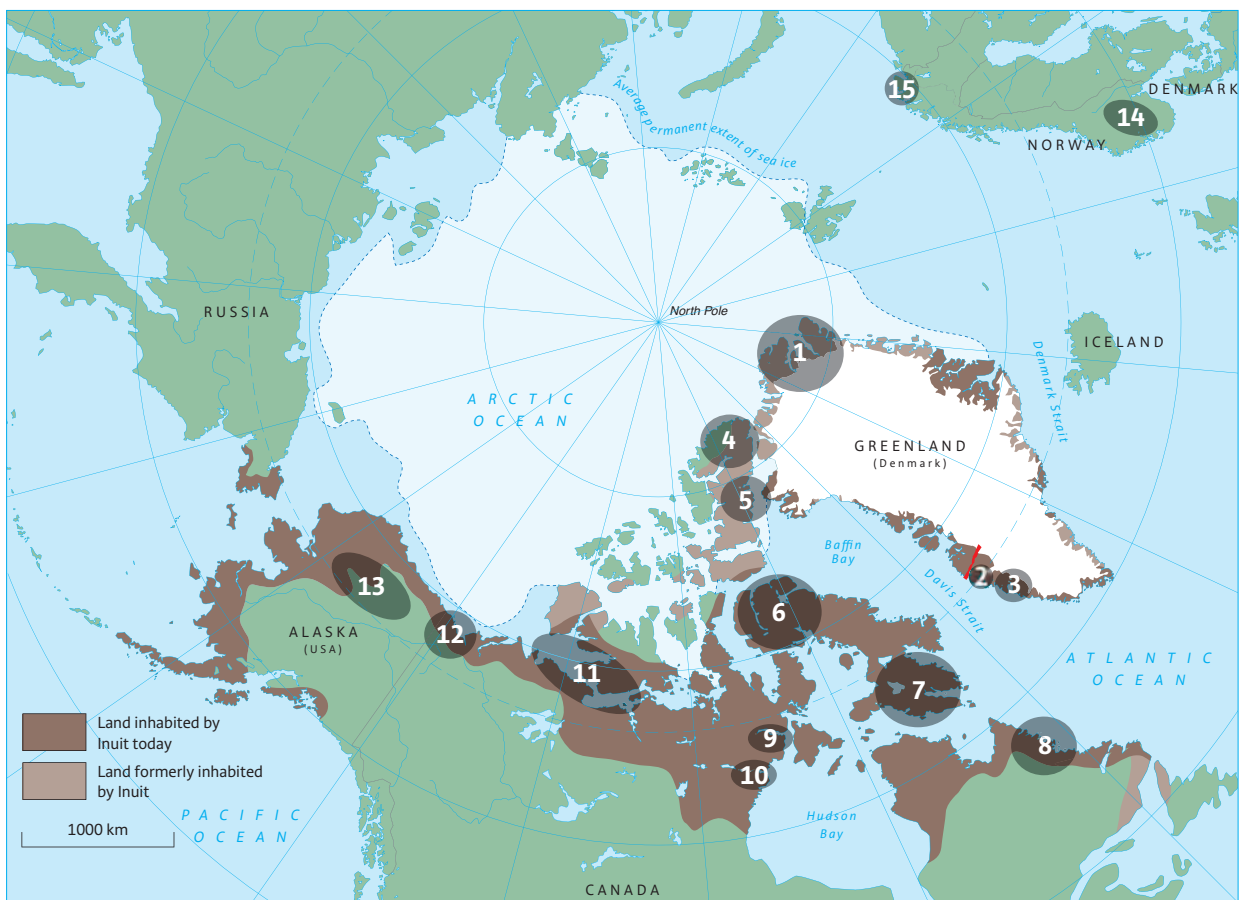 Average permanent extent of sea ice
15
DENMARK
14
NORWAY
RUSSIA
North Pole
1
ICELAND
Denmark Strait
ARCTIC
OCEAN
4
GREENLAND
(Denmark)
5
Baffin
Bay
2
3
Davis Strait
13
6
12
ALASKA
(USA)
11
7
ATLANTIC
OCEAN
9
8
10
Land inhabited by
Inuit today
Land formerly inhabited
by Inuit
1000 km
PACIFIC
OCEAN
Hudson
Bay
CANADA